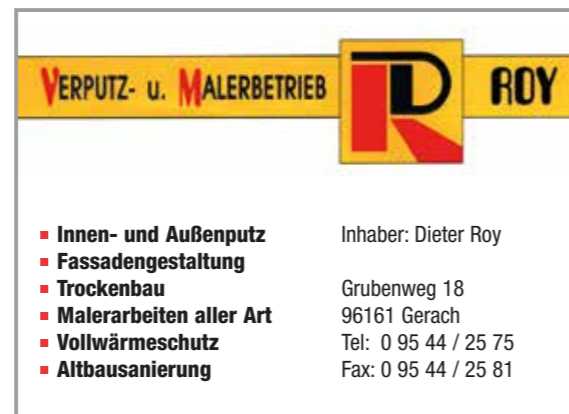 VERPUTZ- u. MALERBETRIEB DR ROY
Innen- und Außenputz
Fassadengestaltung
Trockenbau
Malerarbeiten aller Art
Vollwärmeschutz
Altbausanierung
Inhaber: Dieter Roy
Grubenweg 18
96161 Gerach
Tel: 0 95 44 / 25 75
Fax: 0 95 44 / 25 81